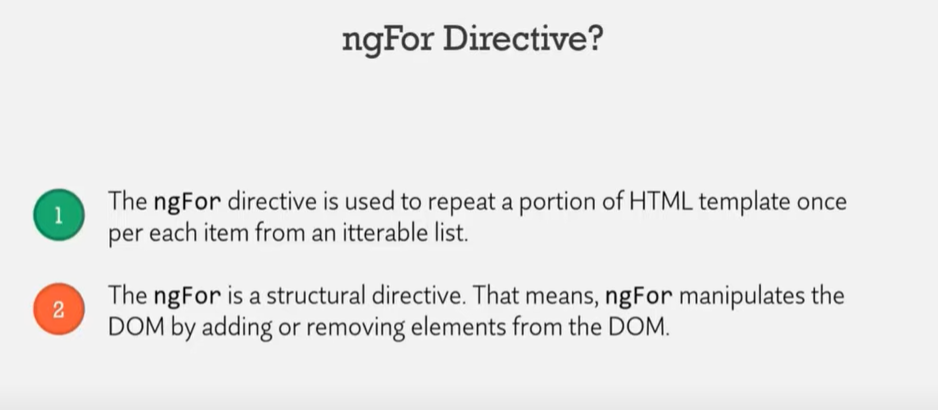 ngFor Directive?
1
The ngFor directive is used to repeat a portion of HTML template once
per each item from an itterable list.
2
The ngFor is a structural directive. That means, ngFor manipulates the
DOM by adding or removing elements from the DOM.